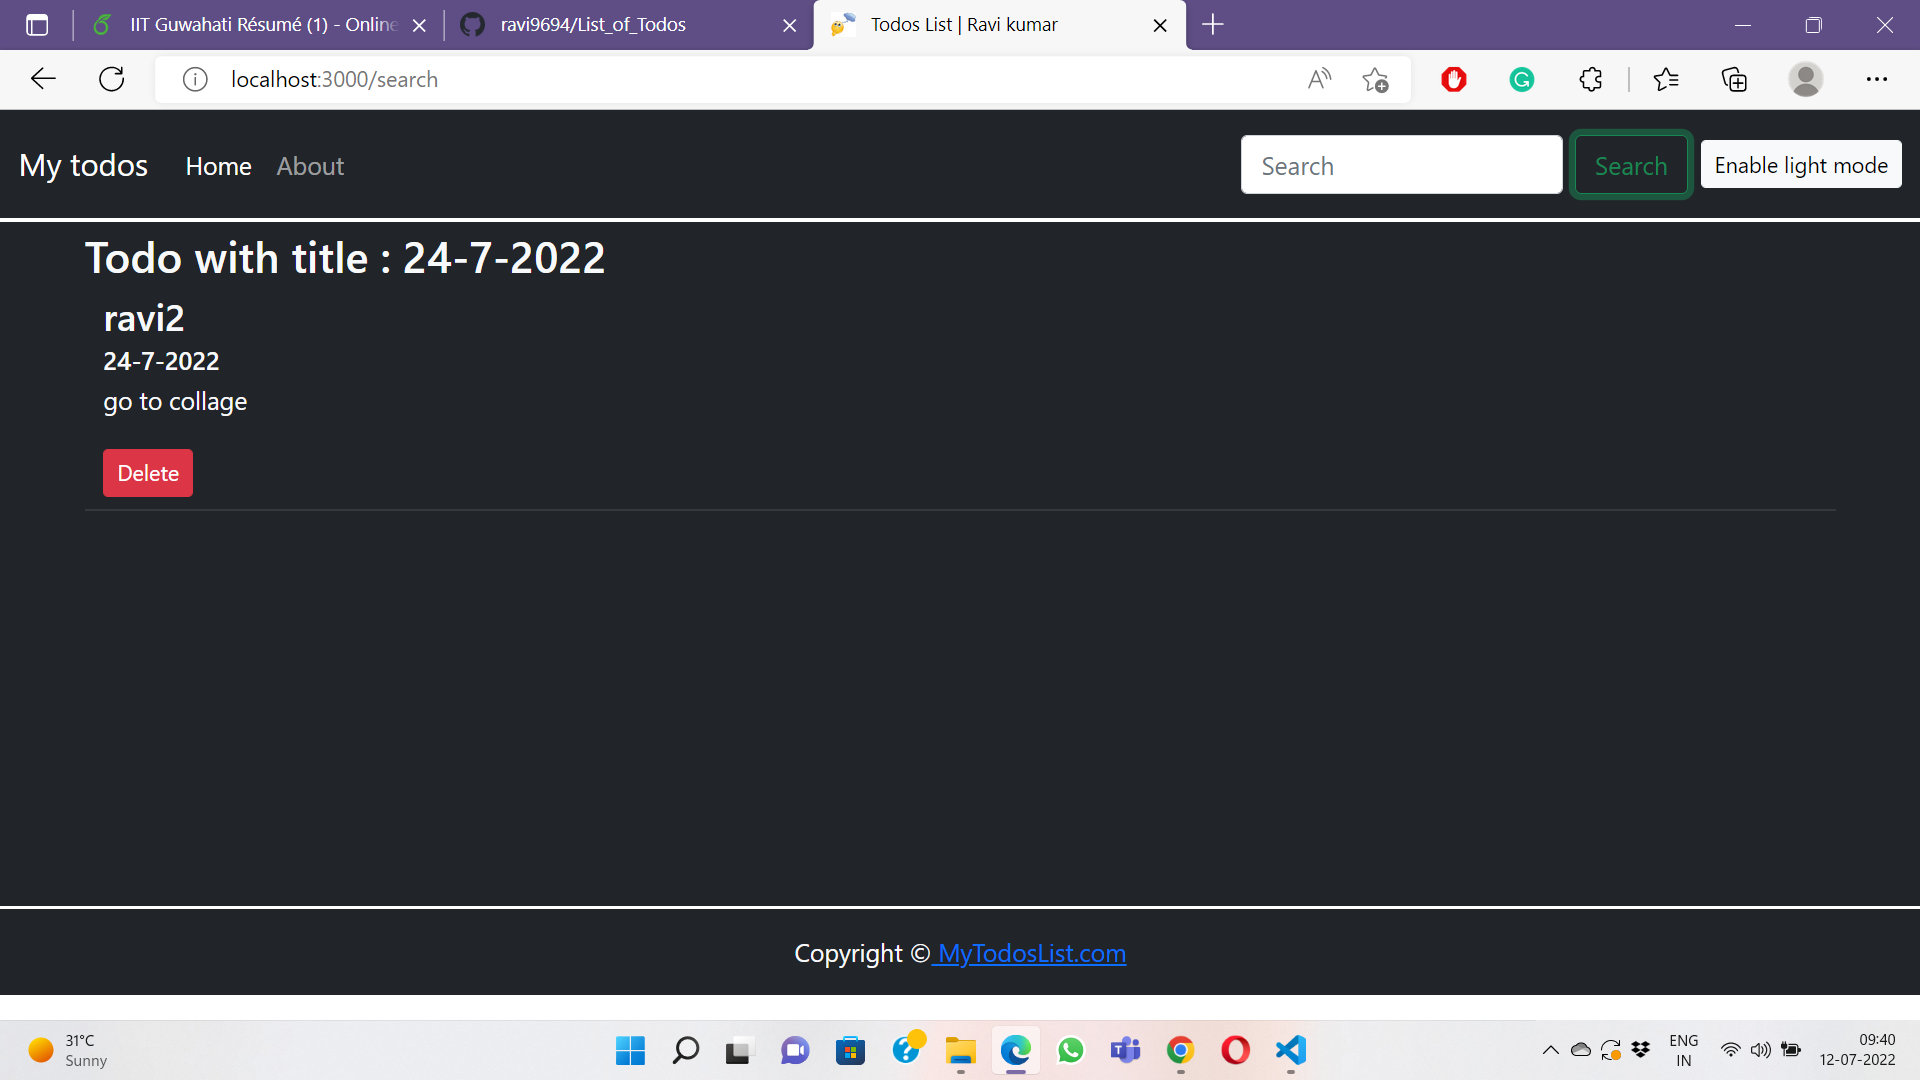 IIT Guwahati Résumé (1) - Online
ravi9694/List_of_Todos
Todos List | Ravi kumar
localhost:3000/search
My todos
Home
About
Search
Search
Enable light mode
Todo with title : 24-7-2022
ravi2
24-7-2022
go to collage
Delete
Copyright © MyTodosList.com
31°C
Sunny
ENG
IN
09:40
12-07-2022